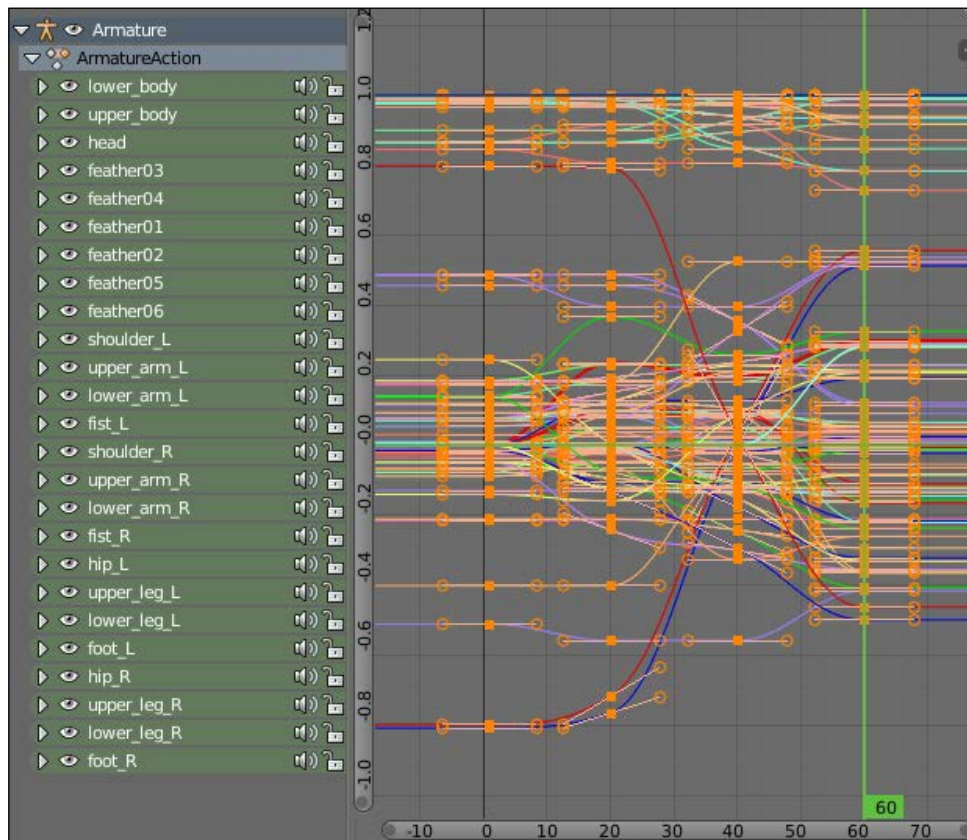 Armature
ArmatureAction
lower_body
upper_body
head
feather03
feather04
feather01
feather02
feather05
feather06
shoulder_L
upper_arm_L
lower_arm_L
fist_L
shoulder_R
upper_arm_R
lower_arm_R
fist_R
hip_L
upper_leg_L
lower_leg_L
foot_L
hip_R
upper_leg_R
lower_leg_R
foot_R
1.2
1.0
0.8
0.6
0.4
0.2
-0.0
-0.2
-0.4
-0.6
-0.8
-1.0
60
-10 0 10 20 30 40 50 60 70